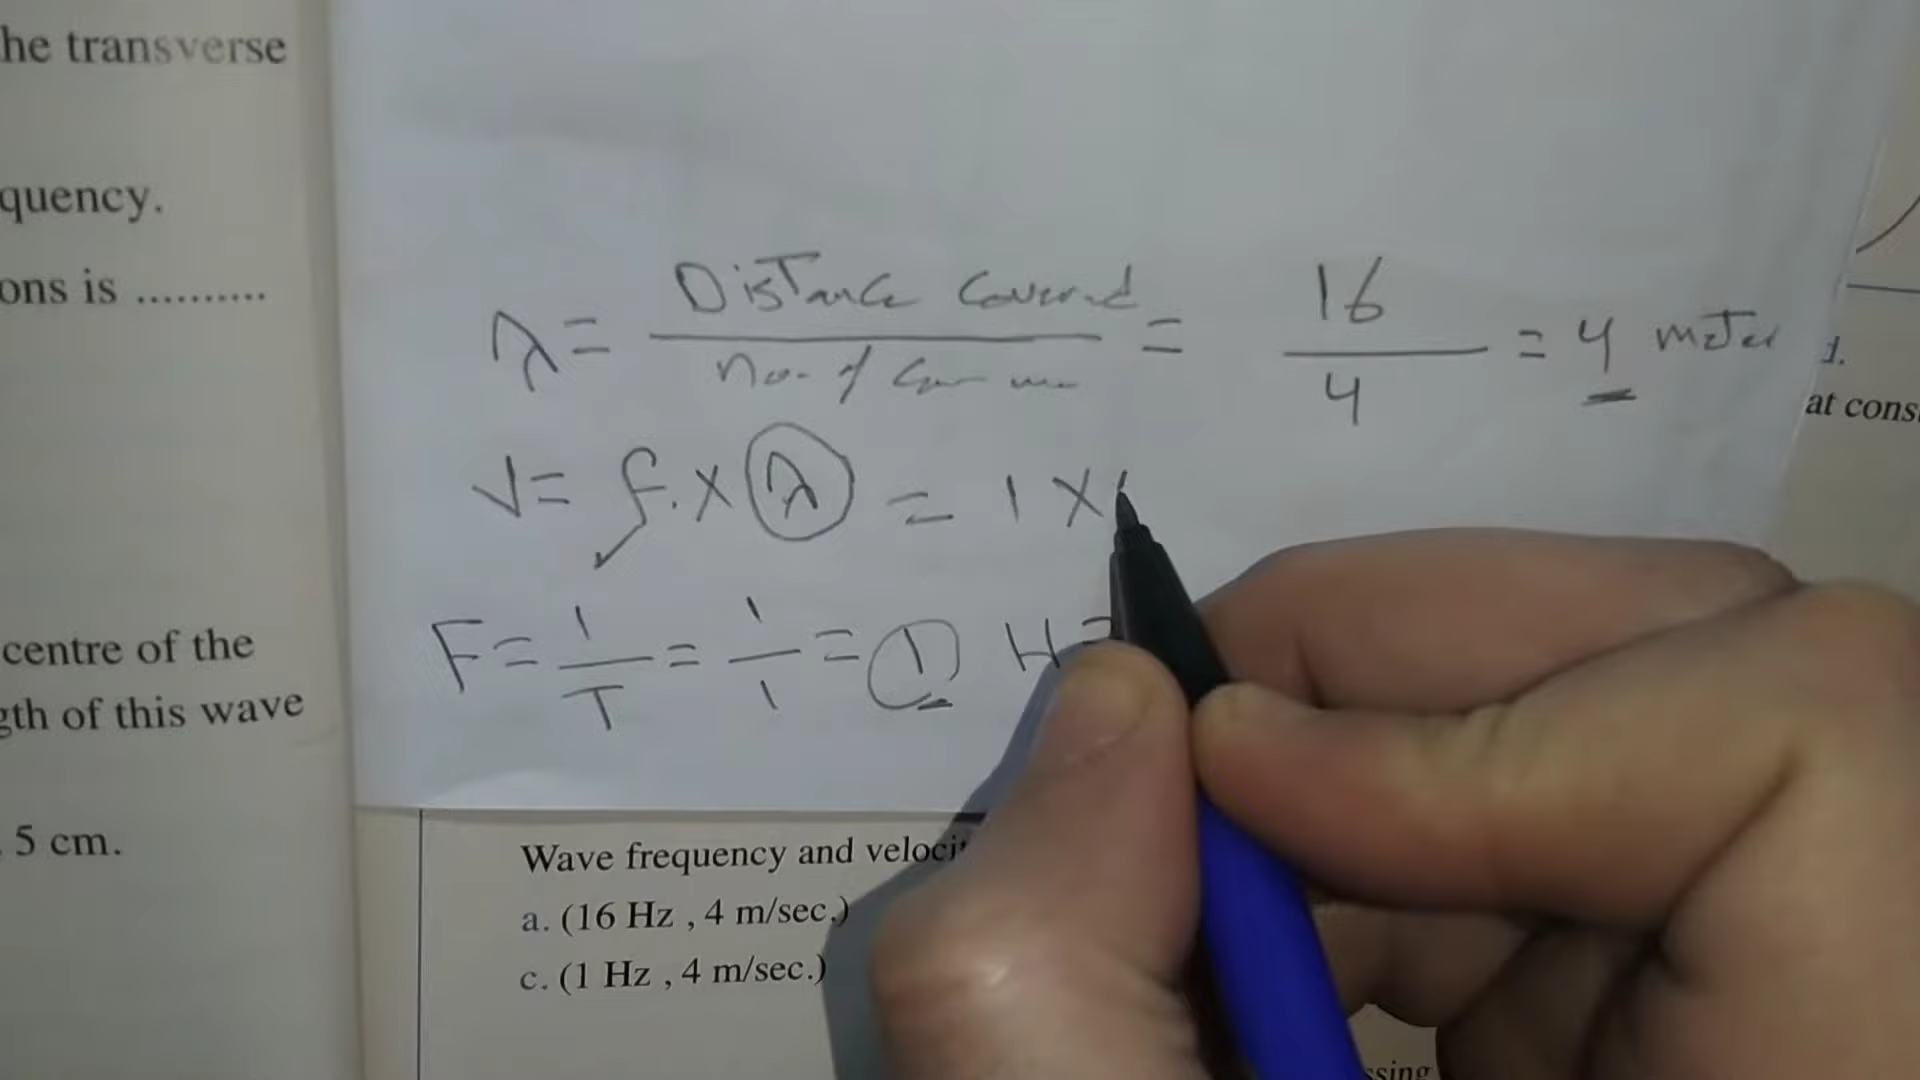 he transverse
quency.
ons is ..........
centre of the
gth of this wave
5 cm.
λ = Distance Covered / no. of = 16 / 4 = 4 meter
V = f. × λ = 1 ×
F = 1 / T = 1 / 1 = 1 H
d.
at cons
Wave frequency and velocit
a. (16 Hz , 4 m/sec.)
c. (1 Hz , 4 m/sec.)
ssing